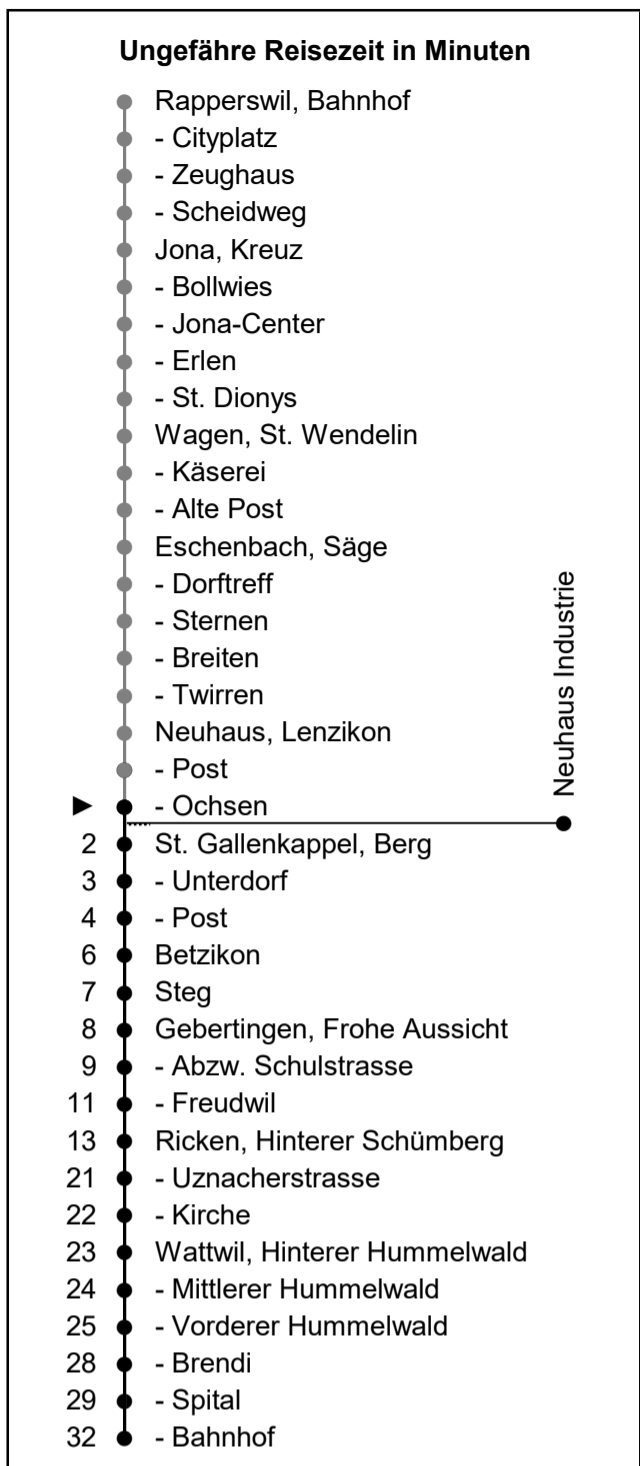 Ungefähre Reisezeit in Minuten
Rapperswil, Bahnhof
- Cityplatz
- Zeughaus
- Scheidweg
Jona, Kreuz
- Bollwies
- Jona-Center
- Erlen
- St. Dionys
Wagen, St. Wendelin
- Käserei
- Alte Post
Eschenbach, Säge
- Dorftreff
- Sternen
- Breiten
- Twirren
Neuhaus, Lenzikon
- Post
- Ochsen
Neuhaus Industrie
2 St. Gallenkappel, Berg
3 - Unterdorf
4 - Post
6 Betzikon
7 Steg
8 Gebertingen, Frohe Aussicht
9 - Abzw. Schulstrasse
11 - Freudwil
13 Ricken, Hinterer Schümberg
21 - Uznacherstrasse
22 - Kirche
23 Wattwil, Hinterer Hummelwald
24 - Mittlerer Hummelwald
25 - Vorderer Hummelwald
28 - Brendi
29 - Spital
32 - Bahnhof